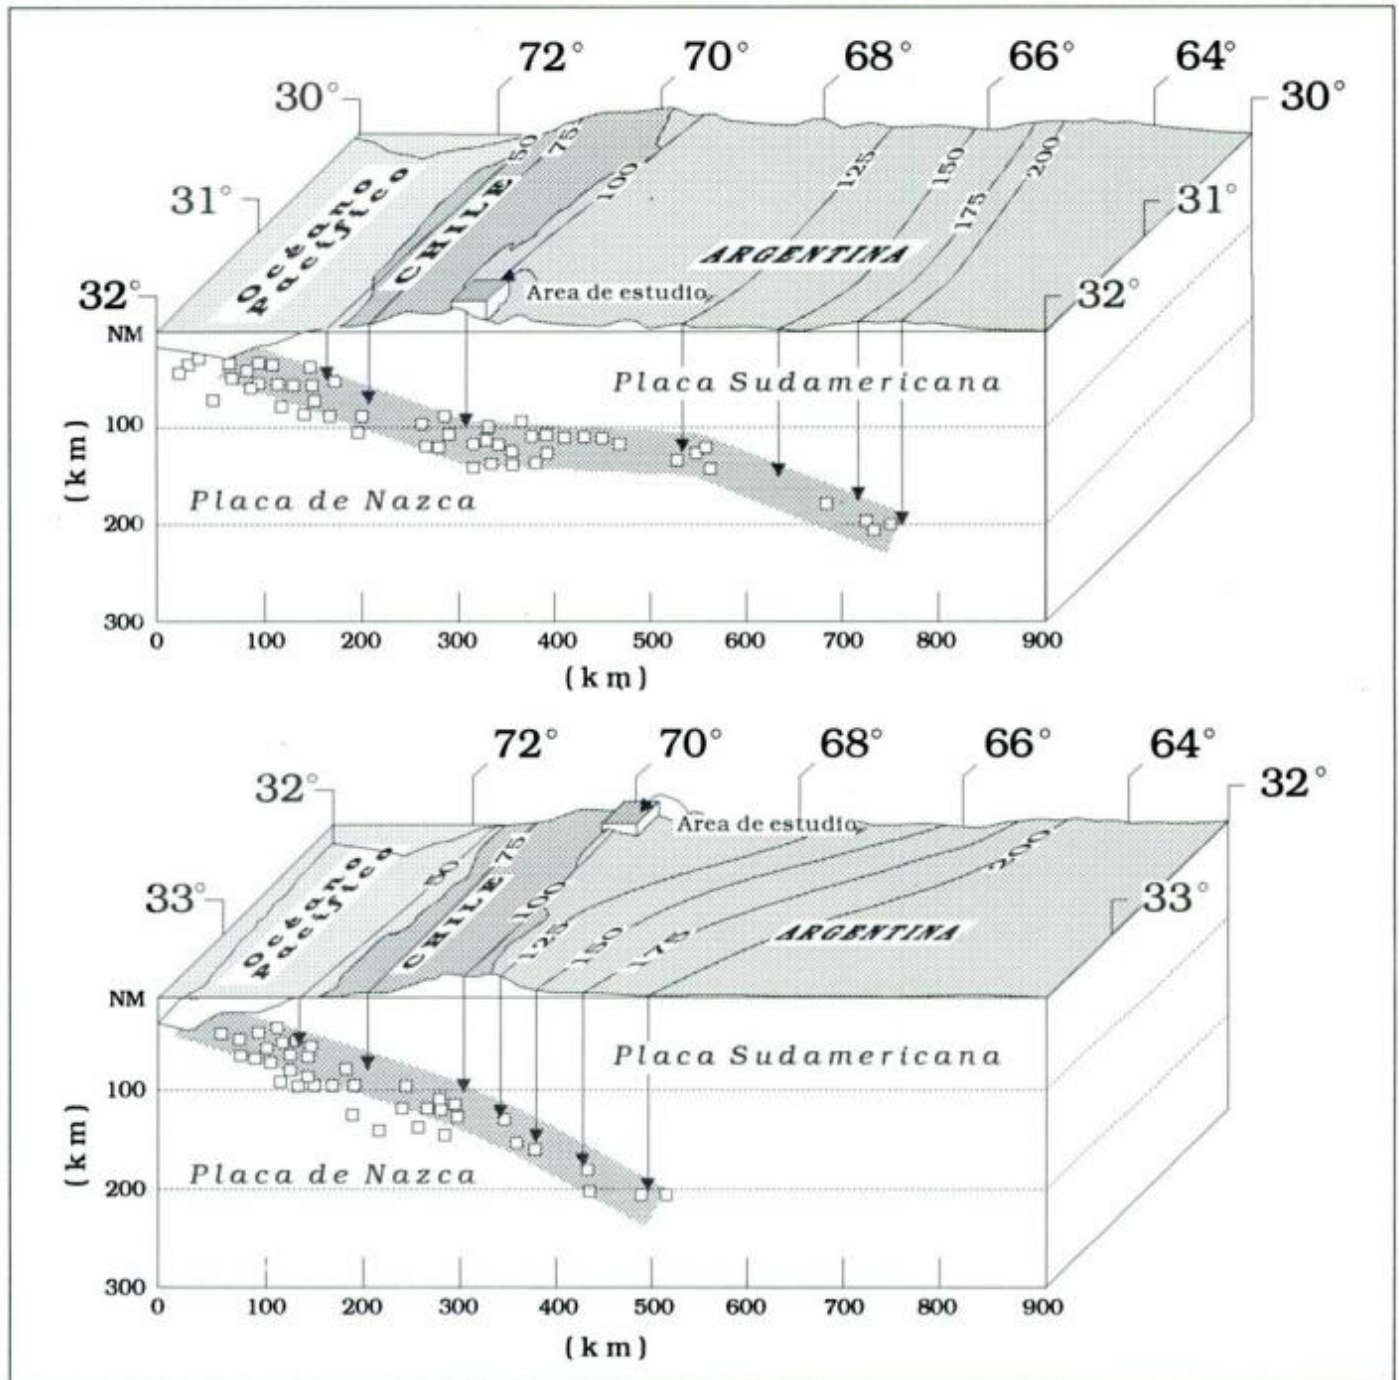 72° 70° 68° 66° 64°
30° 30°
31° 31°
32° 32°
Océano
pacífico
CHILE
ARGENTINA
50 75 100 125 150 175 200
Area de estudio
NM
Placa Sudamericana
100
Placa de Nazca
200
300
(km)
0 100 200 300 400 500 600 700 800 900
(km)
72° 70° 68° 66° 64°
32° 32°
33° 33°
Area de estudio
Océano
pacífico
CHILE
ARGENTINA
50 75 100 125 150 175 200
NM
Placa Sudamericana
100
Placa de Nazca
200
300
(km)
0 100 200 300 400 500 600 700 800 900
(km)